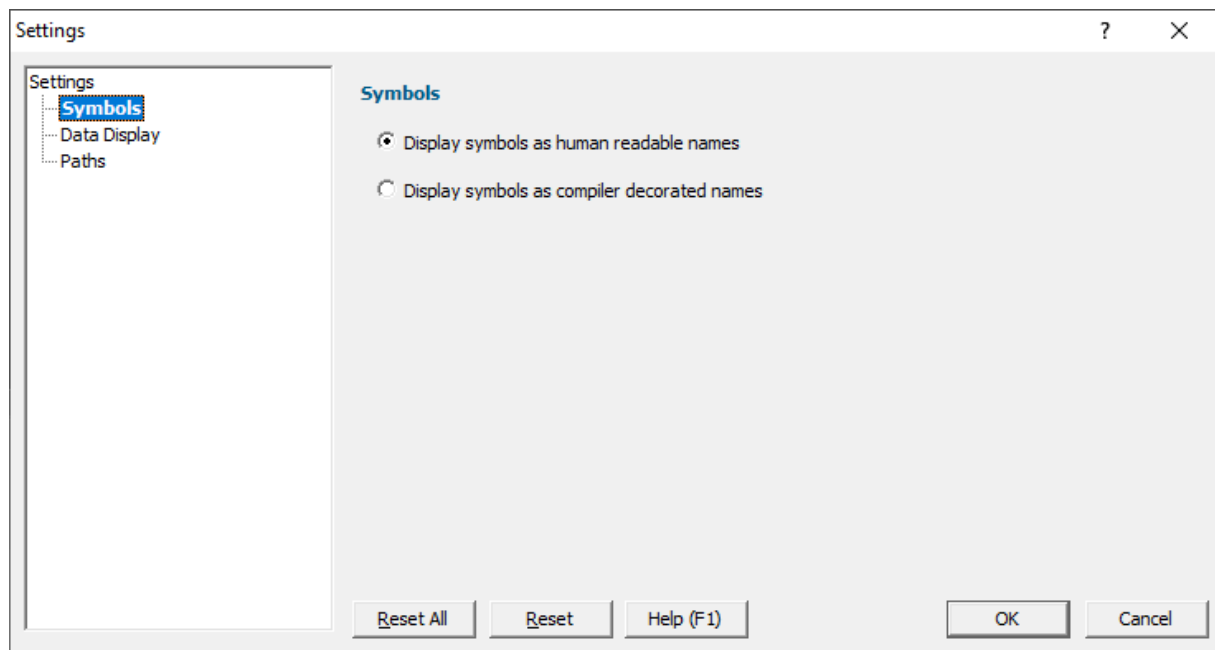 Settings
?
Settings
Symbols
Data Display
Paths
Symbols
Display symbols as human readable names
Display symbols as compiler decorated names
Reset All
Reset
Help (F1)
OK
Cancel